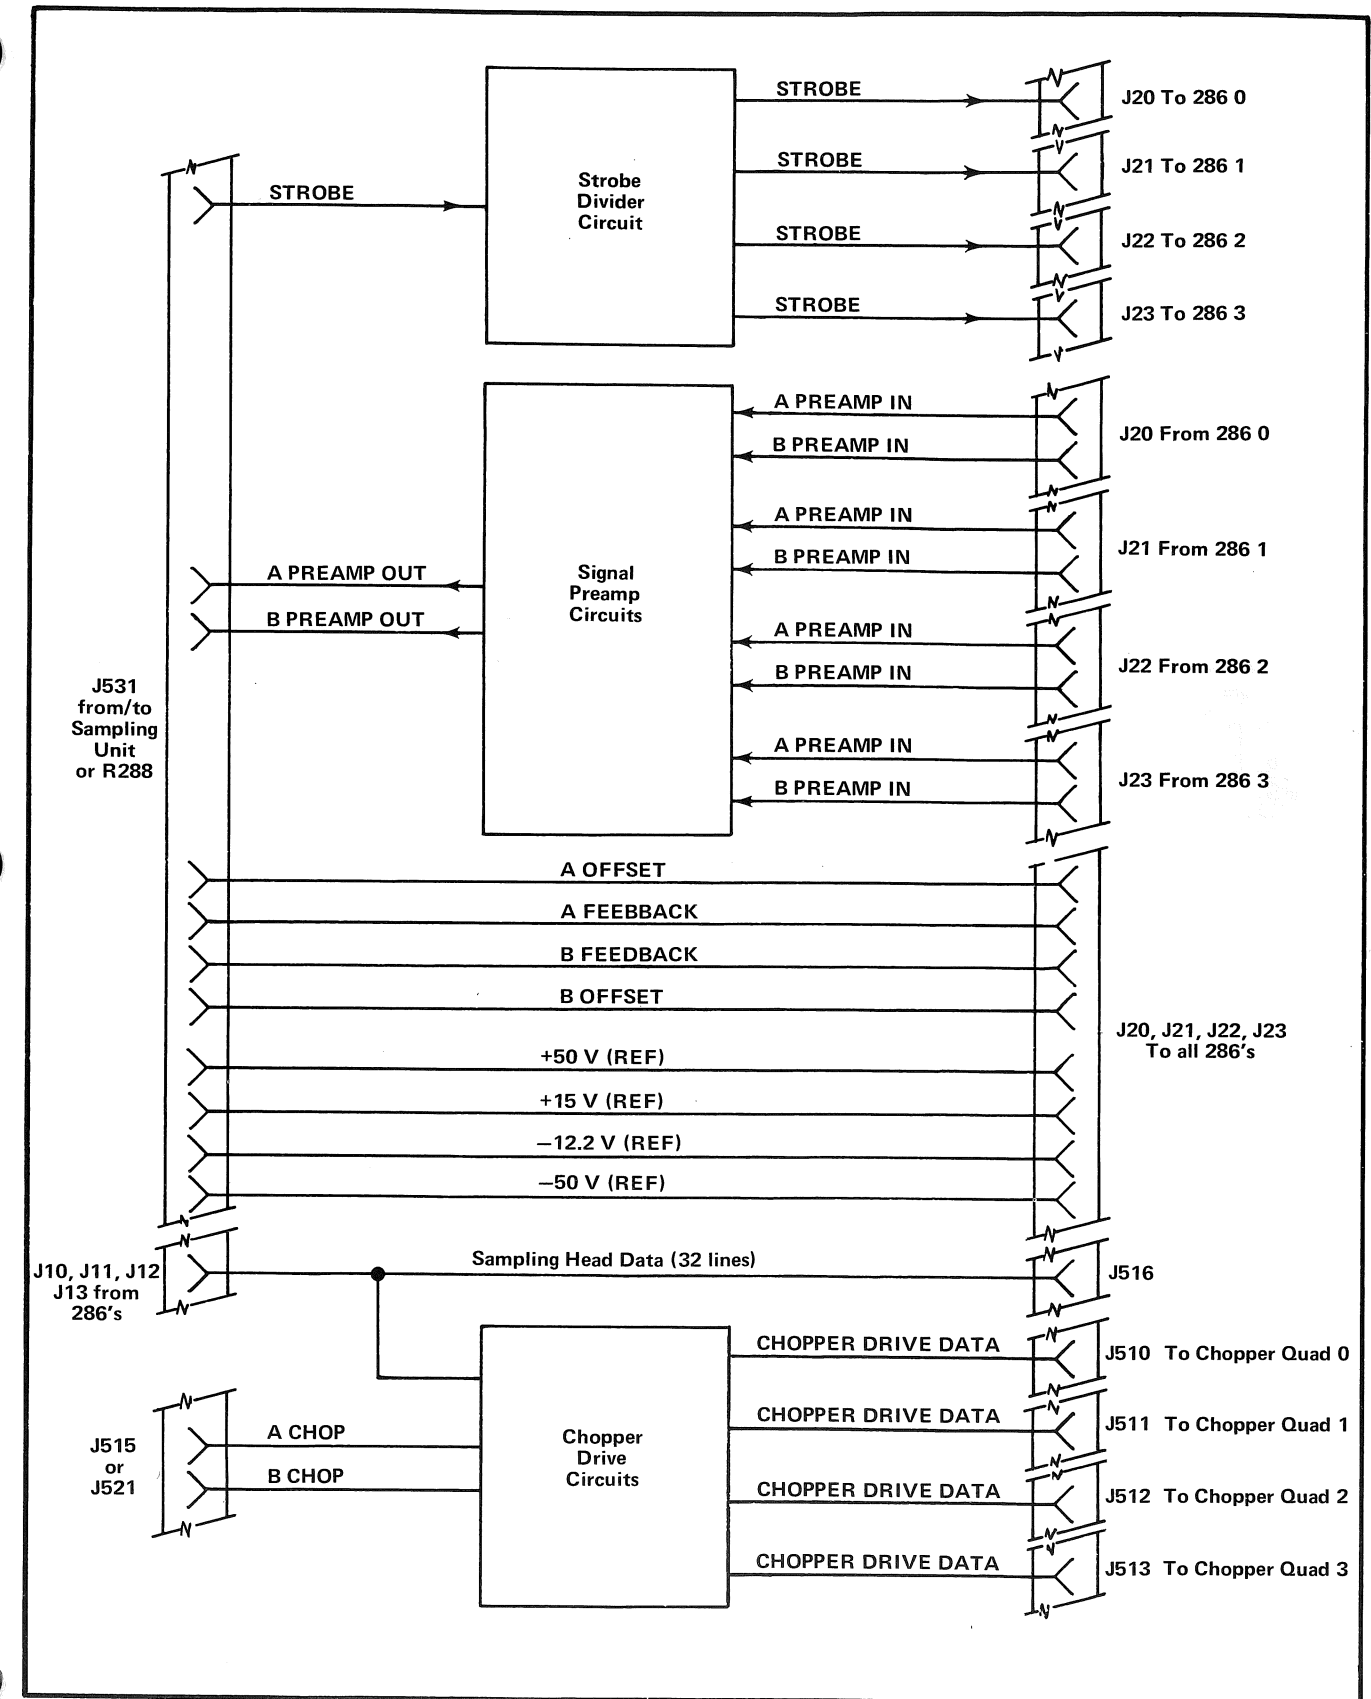 STROBE
J20 To 286 0
STROBE
J21 To 286 1
STROBE
Strobe
Divider
Circuit
STROBE
J22 To 286 2
STROBE
J23 To 286 3
A PREAMP IN
B PREAMP IN
J20 From 286 0
A PREAMP IN
B PREAMP IN
J21 From 286 1
A PREAMP OUT
B PREAMP OUT
Signal
Preamp
Circuits
A PREAMP IN
B PREAMP IN
J22 From 286 2
J531
from/to
Sampling
Unit
or R288
A PREAMP IN
B PREAMP IN
J23 From 286 3
A OFFSET
A FEEBBACK
B FEEDBACK
B OFFSET
+50 V (REF)
+15 V (REF)
−12.2 V (REF)
−50 V (REF)
J20, J21, J22, J23
To all 286's
J10, J11, J12
J13 from
286's
Sampling Head Data (32 lines)
J516
CHOPPER DRIVE DATA
J510 To Chopper Quad 0
CHOPPER DRIVE DATA
J511 To Chopper Quad 1
J515
or
J521
A CHOP
B CHOP
Chopper
Drive
Circuits
CHOPPER DRIVE DATA
J512 To Chopper Quad 2
CHOPPER DRIVE DATA
J513 To Chopper Quad 3